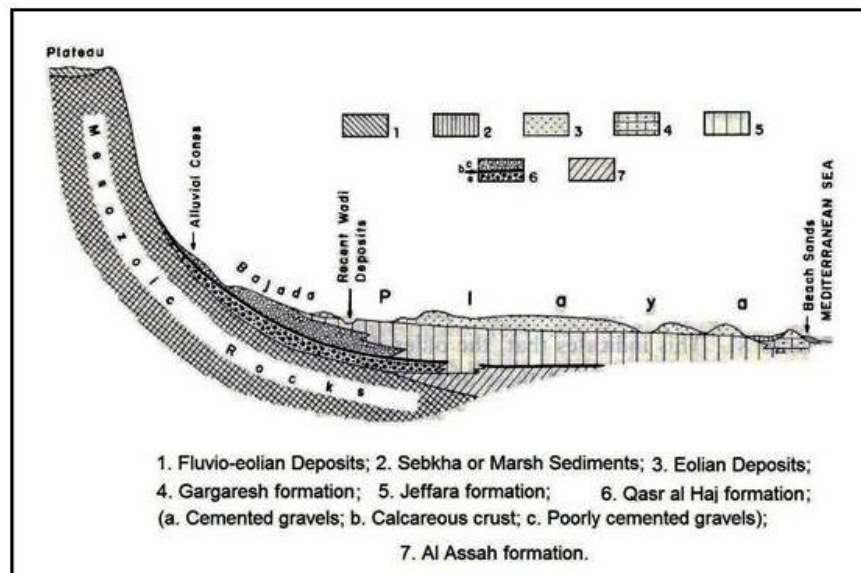 Plateau
1
2
3
4
5
b c
a
6
7
Mesozoic Rocks
Alluvial Cones
Bajada
Recent Wadi
Deposits
Playa
Beach Sands
MEDITERRANEAN SEA
1. Fluvio-eolian Deposits; 2. Sebkha or Marsh Sediments; 3. Eolian Deposits;
4. Gargaresh formation; 5. Jeffara formation; 6. Qasr al Haj formation;
(a. Cemented gravels; b. Calcareous crust; c. Poorly cemented gravels);
7. Al Assah formation.